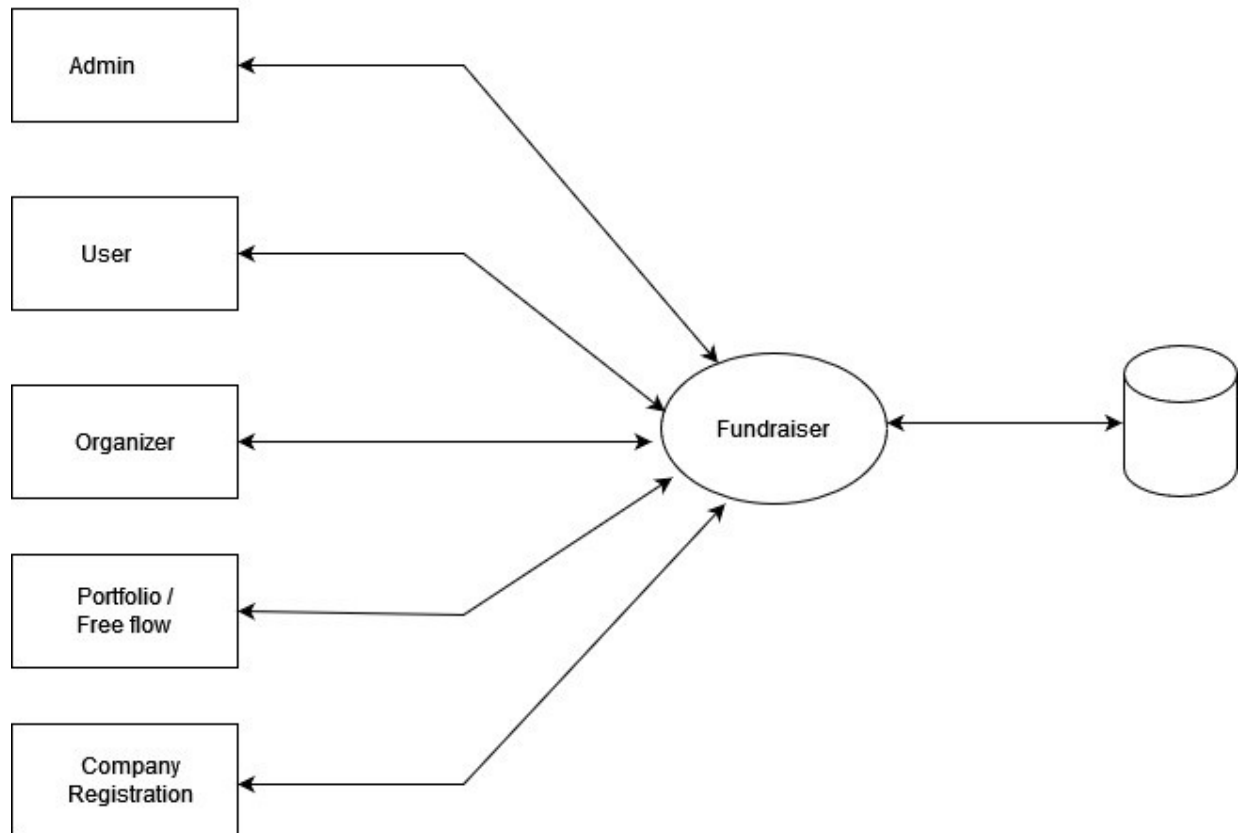 Admin
User
Organizer
Fundraiser
Portfolio /
Free flow
Company
Registration